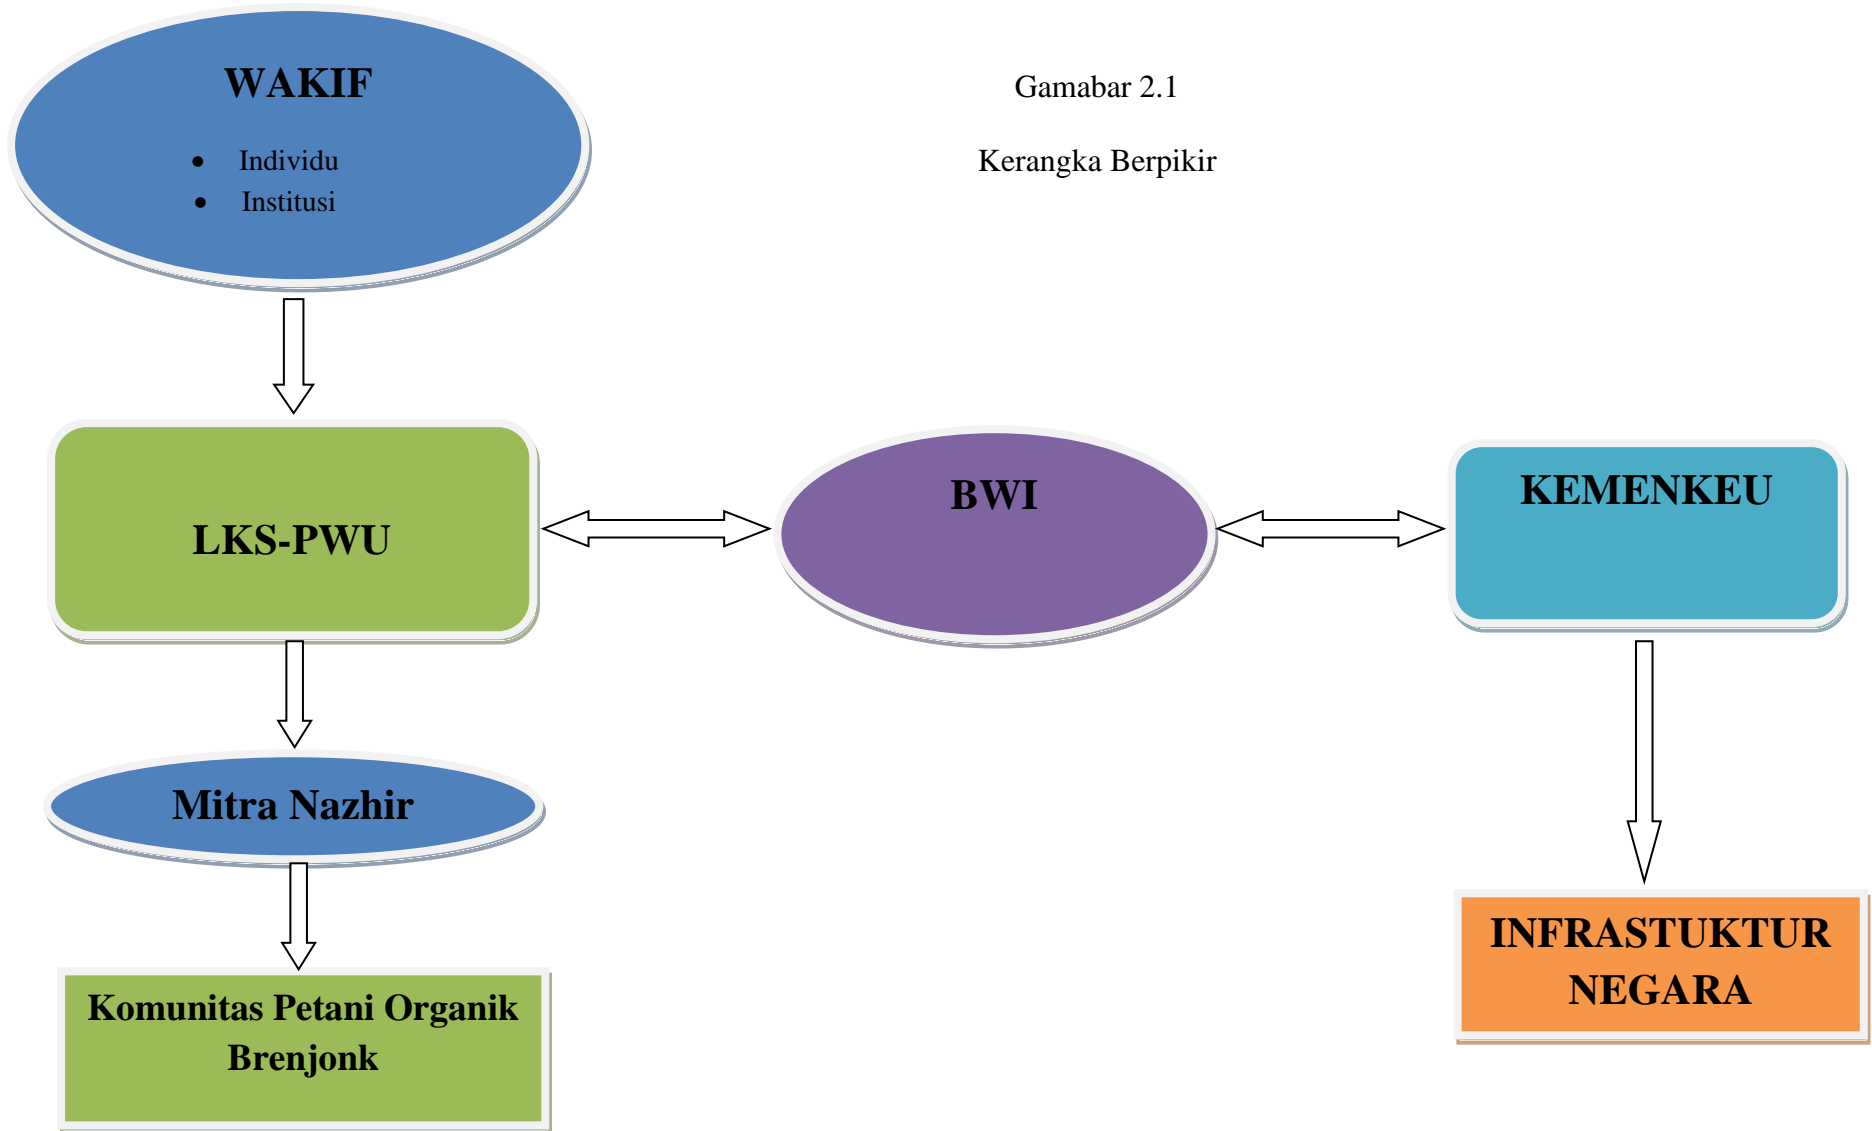 WAKIF
• Individu
• Institusi
Gamabar 2.1
Kerangka Berpikir
LKS-PWU
BWI
KEMENKEU
Mitra Nazhir
Komunitas Petani Organik
Brenjonk
INFRASTUKTUR
NEGARA